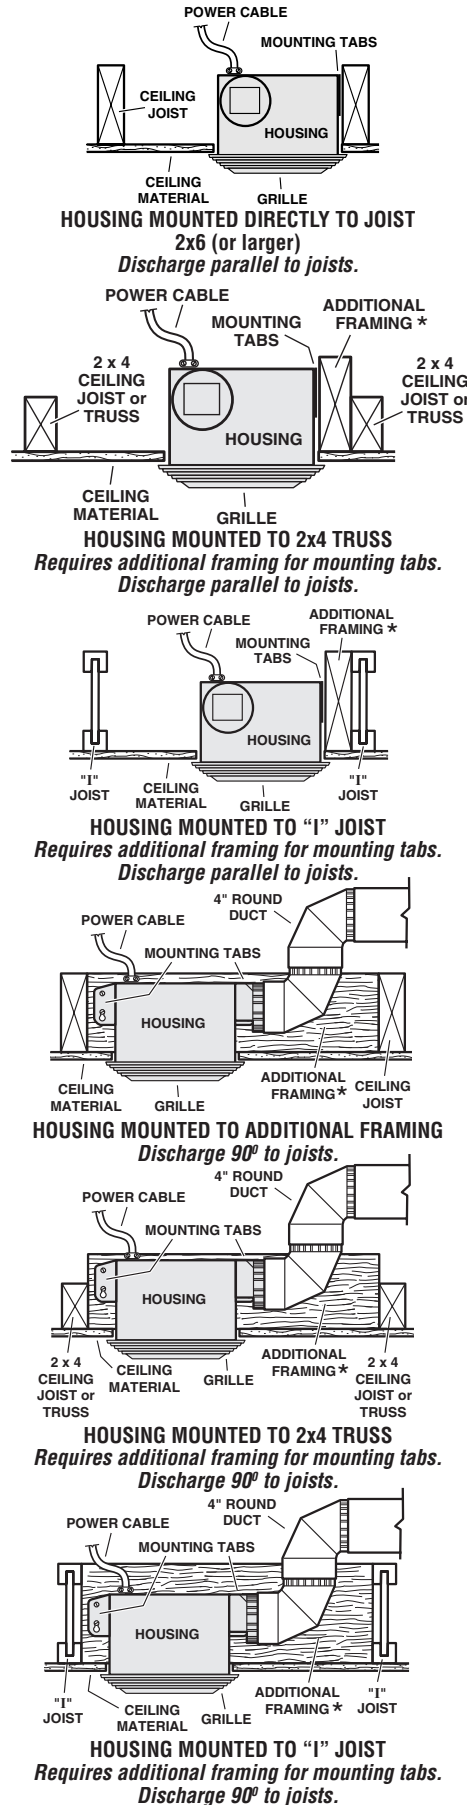 POWER CABLE
MOUNTING TABS
CEILING
JOIST
HOUSING
CEILING
MATERIAL
GRILLE
HOUSING MOUNTED DIRECTLY TO JOIST
2x6 (or larger)
Discharge parallel to joists.
POWER CABLE
ADDITIONAL
FRAMING *
MOUNTING
TABS
2 x 4
CEILING
JOIST or
TRUSS
2 x 4
CEILING
JOIST or
TRUSS
HOUSING
CEILING
MATERIAL
GRILLE
HOUSING MOUNTED TO 2x4 TRUSS
Requires additional framing for mounting tabs.
Discharge parallel to joists.
ADDITIONAL
FRAMING *
POWER CABLE
MOUNTING
TABS
HOUSING
"I"
JOIST
CEILING
MATERIAL
GRILLE
"I"
JOIST
HOUSING MOUNTED TO “I” JOIST
Requires additional framing for mounting tabs.
Discharge parallel to joists.
4" ROUND
DUCT
POWER CABLE
MOUNTING TABS
HOUSING
CEILING
MATERIAL
GRILLE
ADDITIONAL
FRAMING *
CEILING
JOIST
HOUSING MOUNTED TO ADDITIONAL FRAMING
Discharge 90⁰ to joists.
4" ROUND
DUCT
POWER CABLE
MOUNTING TABS
HOUSING
2 x 4
CEILING
JOIST or
TRUSS
CEILING
MATERIAL
GRILLE
ADDITIONAL
FRAMING *
2 x 4
CEILING
JOIST or
TRUSS
HOUSING MOUNTED TO 2x4 TRUSS
Requires additional framing for mounting tabs.
Discharge 90⁰ to joists.
4" ROUND
DUCT
POWER CABLE
MOUNTING TABS
HOUSING
"I"
JOIST
CEILING
MATERIAL
GRILLE
ADDITIONAL
FRAMING *
"I"
JOIST
HOUSING MOUNTED TO “I” JOIST
Requires additional framing for mounting tabs.
Discharge 90⁰ to joists.